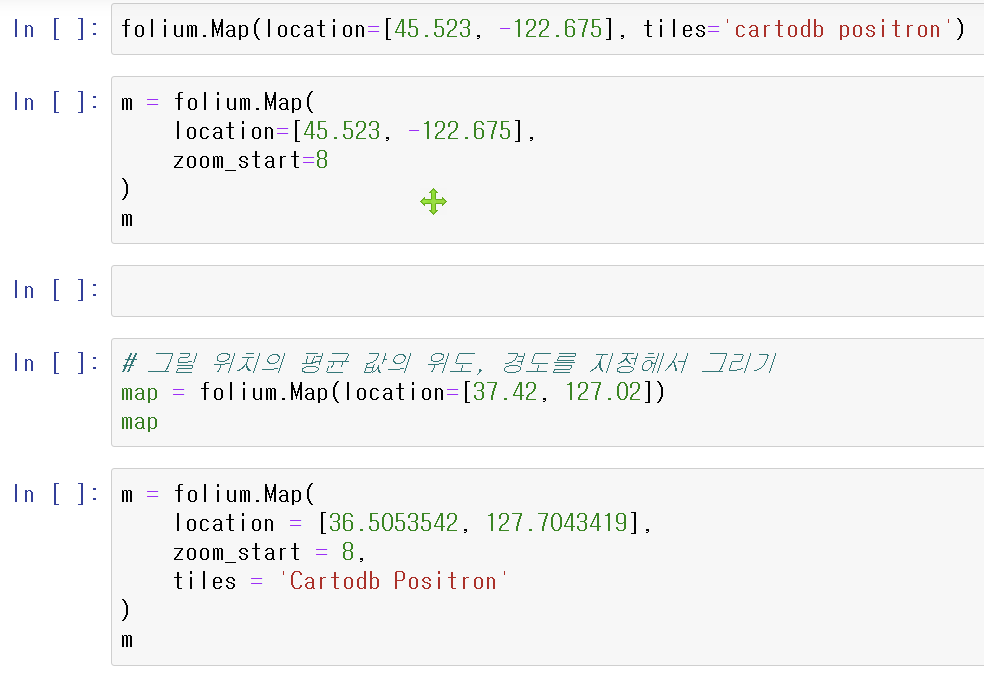 In [ ]: folium.Map(location=[45.523, -122.675], tiles='cartodb positron')
In [ ]: m = folium.Map(
location=[45.523, -122.675],
zoom_start=8
)
m
In [ ]:
In [ ]: # 그릴 위치의 평균 값의 위도, 경도를 지정헤서 그리기
map = folium.Map(location=[37.42, 127.02])
map
In [ ]: m = folium.Map(
location = [36.5053542, 127.7043419],
zoom_start = 8,
tiles = 'Cartodb Positron'
)
m